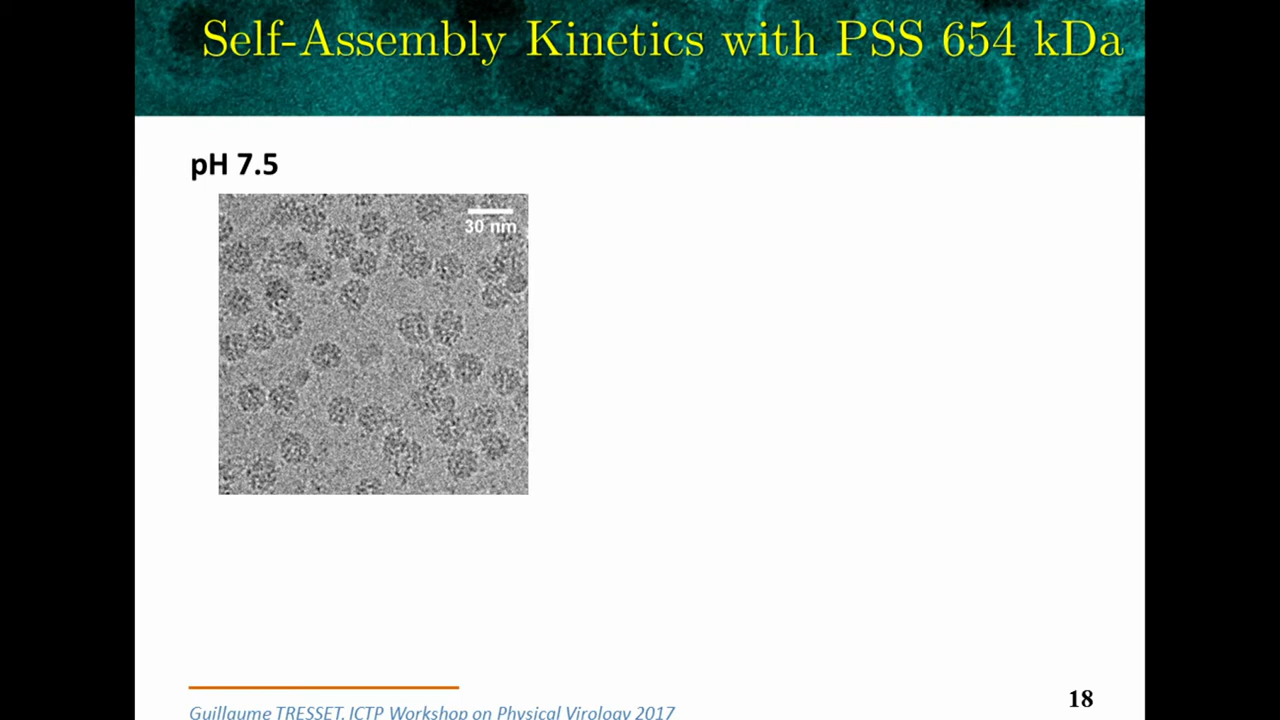 Self-Assembly Kinetics with PSS 654 kDa
pH 7.5
30 nm
18
Guillaume TRESSET, ICTP Workshop on Physical Virology 2017